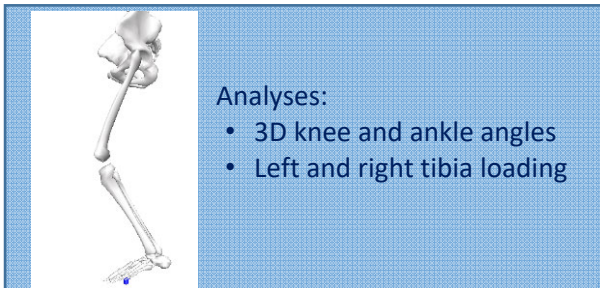 Analyses:
• 3D knee and ankle angles
• Left and right tibia loading